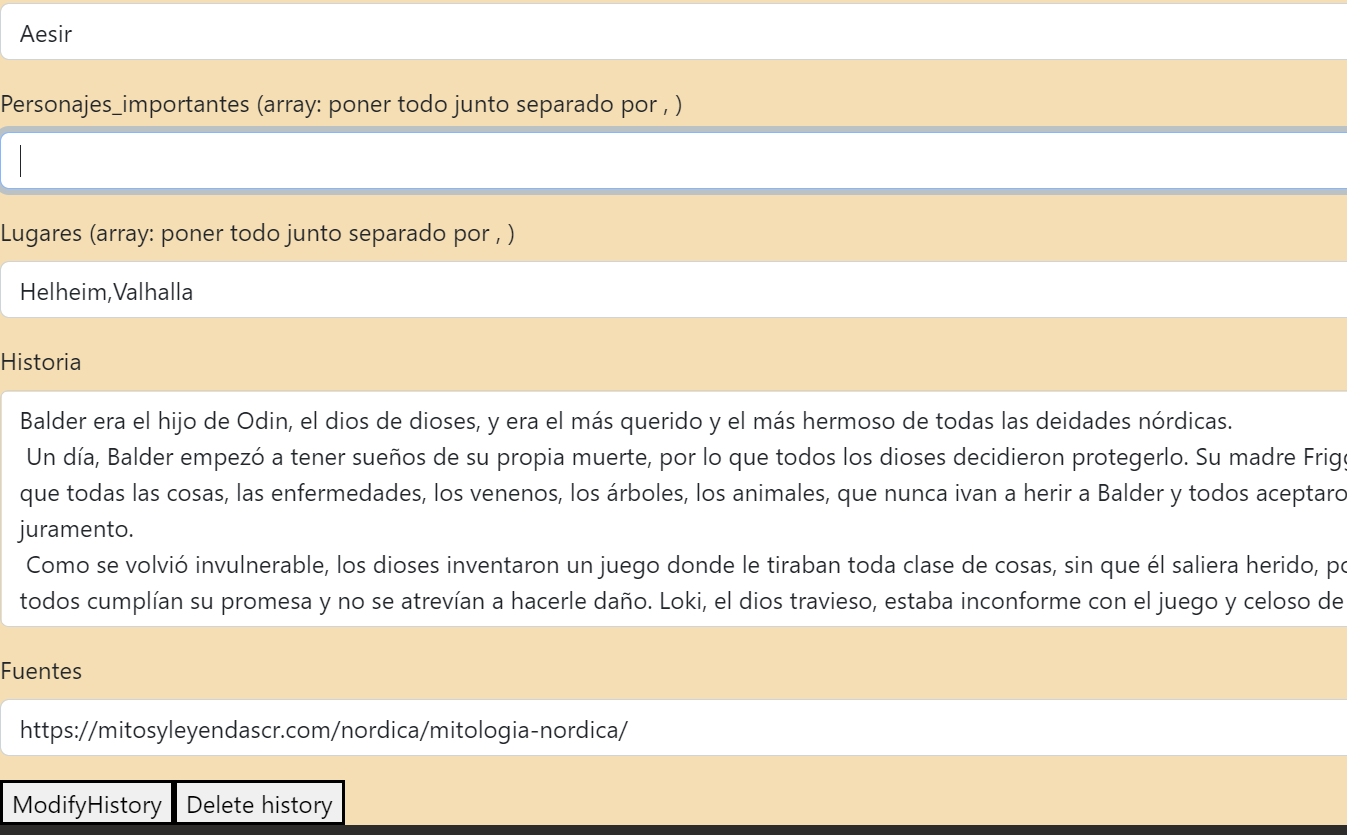 Aesir
Personajes_importantes (array: poner todo junto separado por , )
Lugares (array: poner todo junto separado por , )
Helheim,Valhalla
Historia
Balder era el hijo de Odin, el dios de dioses, y era el más querido y el más hermoso de todas las deidades nórdicas.
Un día, Balder empezó a tener sueños de su propia muerte, por lo que todos los dioses decidieron protegerlo. Su madre
que todas las cosas, las enfermedades, los venenos, los árboles, los animales, que nunca ivan a herir a Balder y todos
juramento.
Como se volvió invulnerable, los dioses inventaron un juego donde le tiraban toda clase de cosas, sin que él saliera herido,
todos cumplían su promesa y no se atrevían a hacerle daño. Loki, el dios travieso, estaba inconforme con el juego y celoso de
Fuentes
https://mitosyleyendascr.com/nordica/mitologia-nordica/
ModifyHistory
Delete history